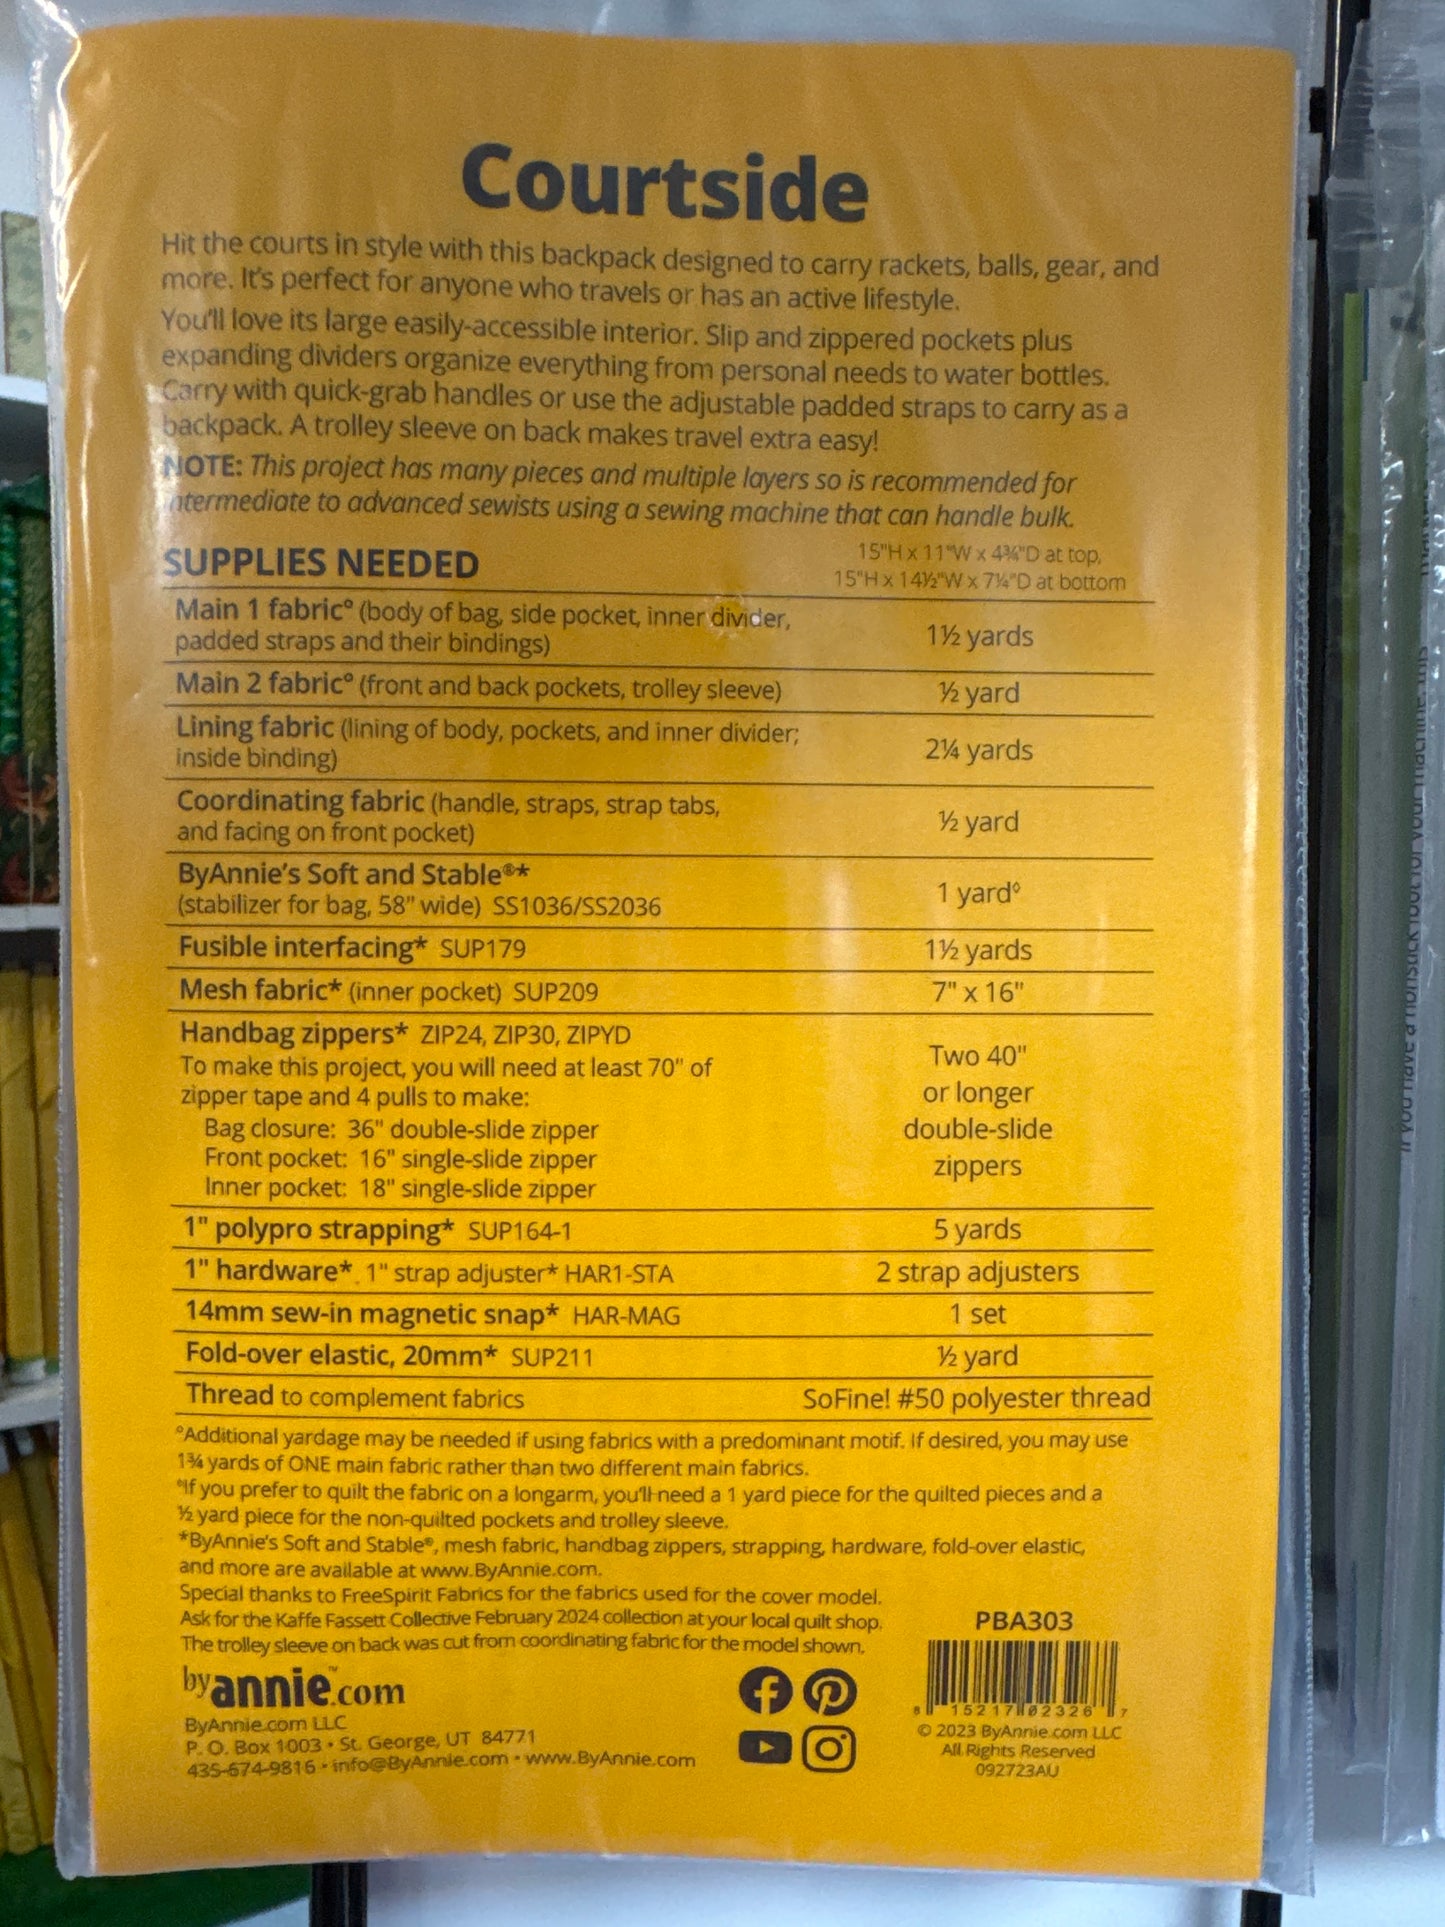 Courtside
Hit the courts in style with this backpack designed to carry rackets, balls, gear, and
more. It's perfect for anyone who travels or has an active lifestyle.
You'll love its large easily-accessible interior. Slip and zippered pockets plus
expanding dividers organize everything from personal needs to water bottles.
Carry with quick-grab handles or use the adjustable padded straps to carry as a
backpack. A trolley sleeve on back makes travel extra easy!
NOTE: This project has many pieces and multiple layers so is recommended for
intermediate to advanced sewists using a sewing machine that can handle bulk.
SUPPLIES NEEDED
15"H x 11"W x 4¾"D at top,
15"H x 14½"W x 7¼"D at bottom
Main 1 fabric° (body of bag, side pocket, inner divider,
padded straps and their bindings)
1½ yards
Main 2 fabric° (front and back pockets, trolley sleeve)
½ yard
Lining fabric (lining of body, pockets, and inner divider;
inside binding)
2¼ yards
Coordinating fabric (handle, straps, strap tabs,
and facing on front pocket)
½ yard
ByAnnie's Soft and Stable®*
(stabilizer for bag, 58" wide) SS1036/SS2036
1 yard◊
Fusible interfacing* SUP179
1½ yards
Mesh fabric* (inner pocket) SUP209
7" x 16"
Handbag zippers* ZIP24, ZIP30, ZIPYD
To make this project, you will need at least 70" of
zipper tape and 4 pulls to make:
Bag closure: 36" double-slide zipper
Front pocket: 16" single-slide zipper
Inner pocket: 18" single-slide zipper
Two 40"
or longer
double-slide
zippers
1" polypro strapping* SUP164-1
5 yards
1" hardware* 1" strap adjuster* HAR1-STA
2 strap adjusters
14mm sew-in magnetic snap* HAR-MAG
1 set
Fold-over elastic, 20mm* SUP211
½ yard
Thread to complement fabrics
SoFine! #50 polyester thread
°Additional yardage may be needed if using fabrics with a predominant motif. If desired, you may use
1¾ yards of ONE main fabric rather than two different main fabrics.
◊If you prefer to quilt the fabric on a longarm, you'll need a 1 yard piece for the quilted pieces and a
½ yard piece for the non-quilted pockets and trolley sleeve.
*ByAnnie's Soft and Stable®, mesh fabric, handbag zippers, strapping, hardware, fold-over elastic,
and more are available at www.ByAnnie.com.
Special thanks to FreeSpirit Fabrics for the fabrics used for the cover model.
Ask for the Kaffe Fassett Collective February 2024 collection at your local quilt shop.
The trolley sleeve on back was cut from coordinating fabric for the model shown.
PBA303
8 15217 02326 7
by annie.com™
ByAnnie.com LLC
P. O. Box 1003 • St. George, UT 84771
435-674-9816 • info@ByAnnie.com • www.ByAnnie.com
© 2023 ByAnnie.com LLC
All Rights Reserved
092723AU
if you have a nonstick foot for your machine, this